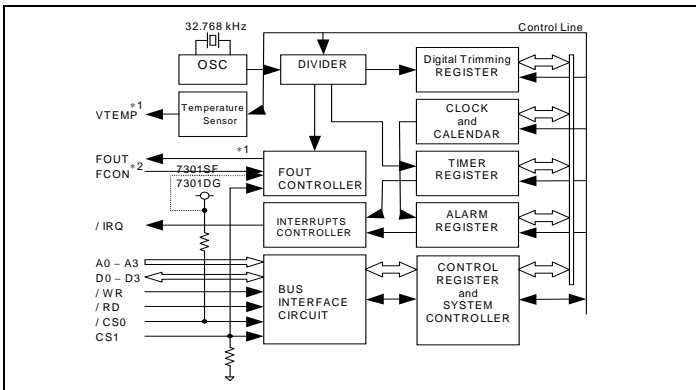 32.768 kHz
Control Line
OSC
DIVIDER
Digital Trimming
REGISTER
VTEMP *1
Temperature
Sensor
CLOCK
and
CALENDAR
FOUT
*1
FCON *2
7301SF
7301DG
FOUT
CONTROLLER
TIMER
REGISTER
/ IRQ
INTERRUPTS
CONTROLLER
ALARM
REGISTER
A0 – A3
D0 – D3
/ WR
/ RD
/ CS0
CS1
BUS
INTERFACE
CIRCUIT
CONTROL
REGISTER
and
SYSTEM
CONTROLLER